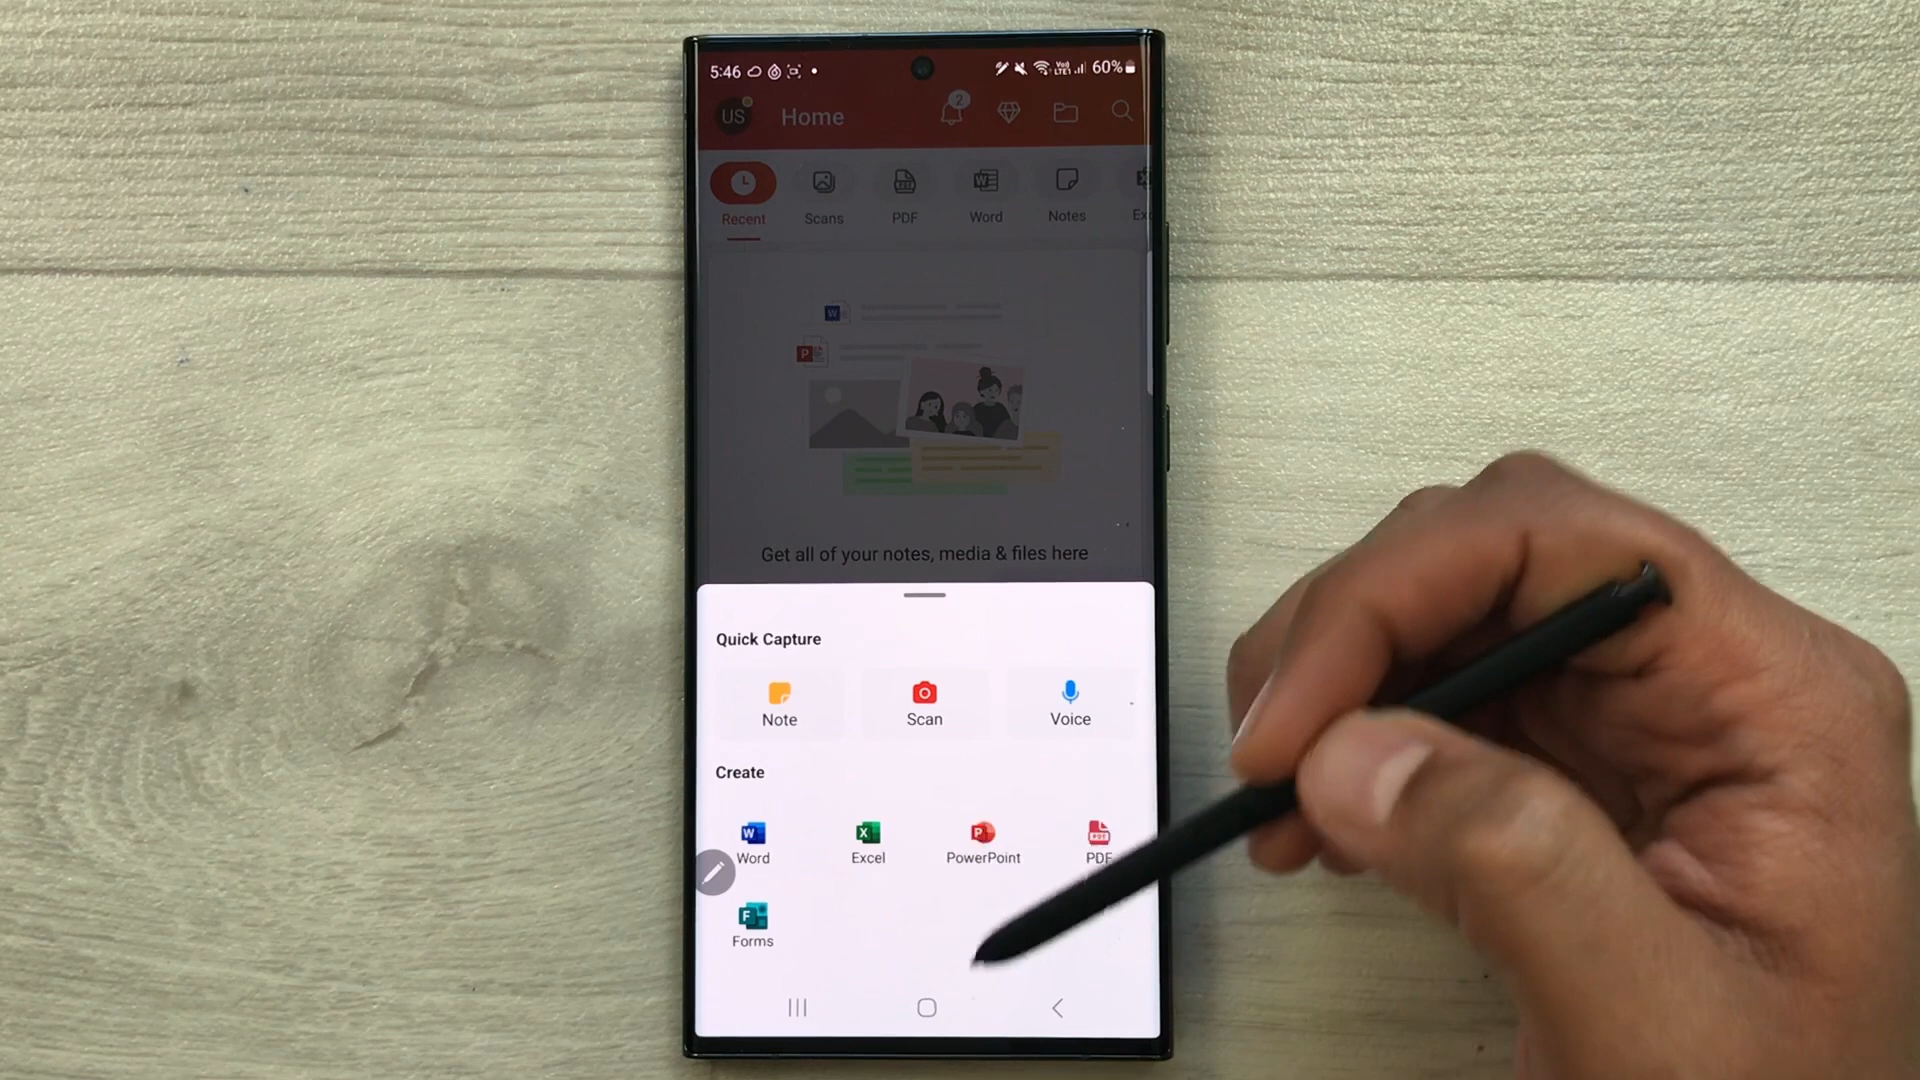 5:46 60%
US Home 2
Recent Scans PDF Word Notes Exc
Get all of your notes, media & files here
Quick Capture
Note Scan Voice
Create
Word Excel PowerPoint PDF
Forms